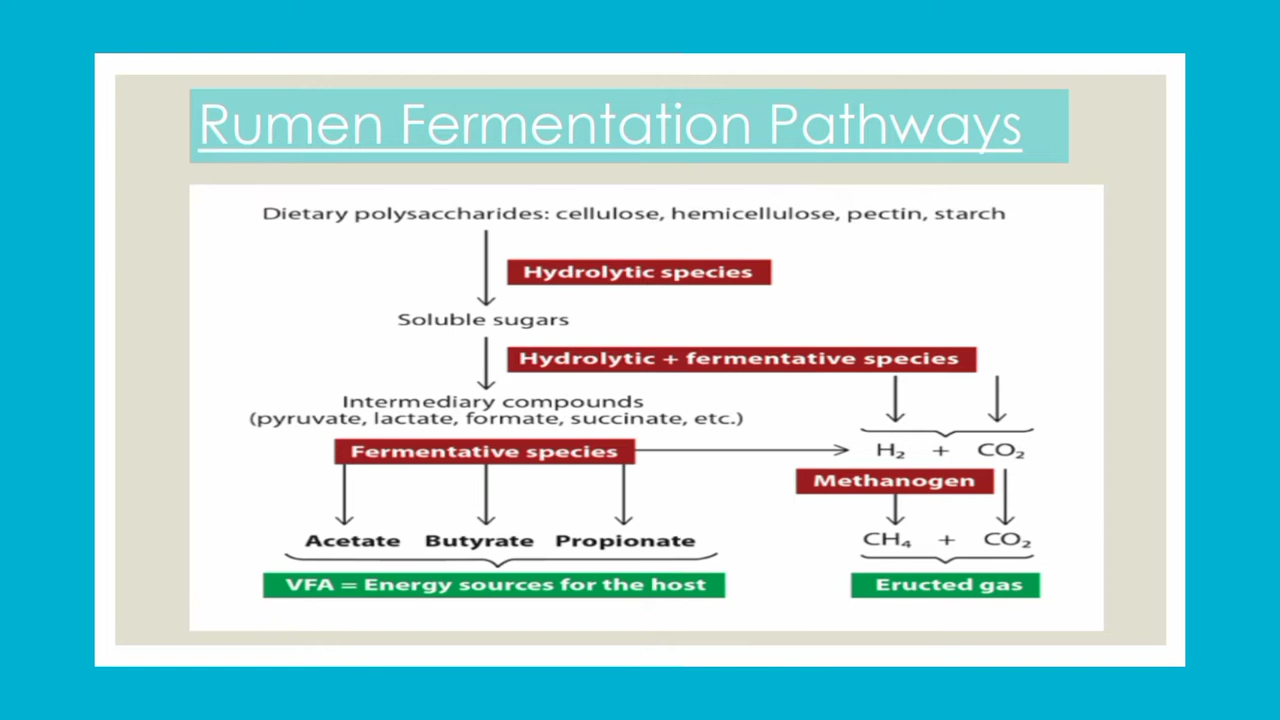 Rumen Fermentation Pathways
Dietary polysaccharides: cellulose, hemicellulose, pectin, starch
Hydrolytic species
Soluble sugars
Hydrolytic + fermentative species
Intermediary compounds
(pyruvate, lactate, formate, succinate, etc.)
Fermentative species
H₂ + CO₂
Methanogen
Acetate Butyrate Propionate
CH₄ + CO₂
VFA = Energy sources for the host
Eructed gas